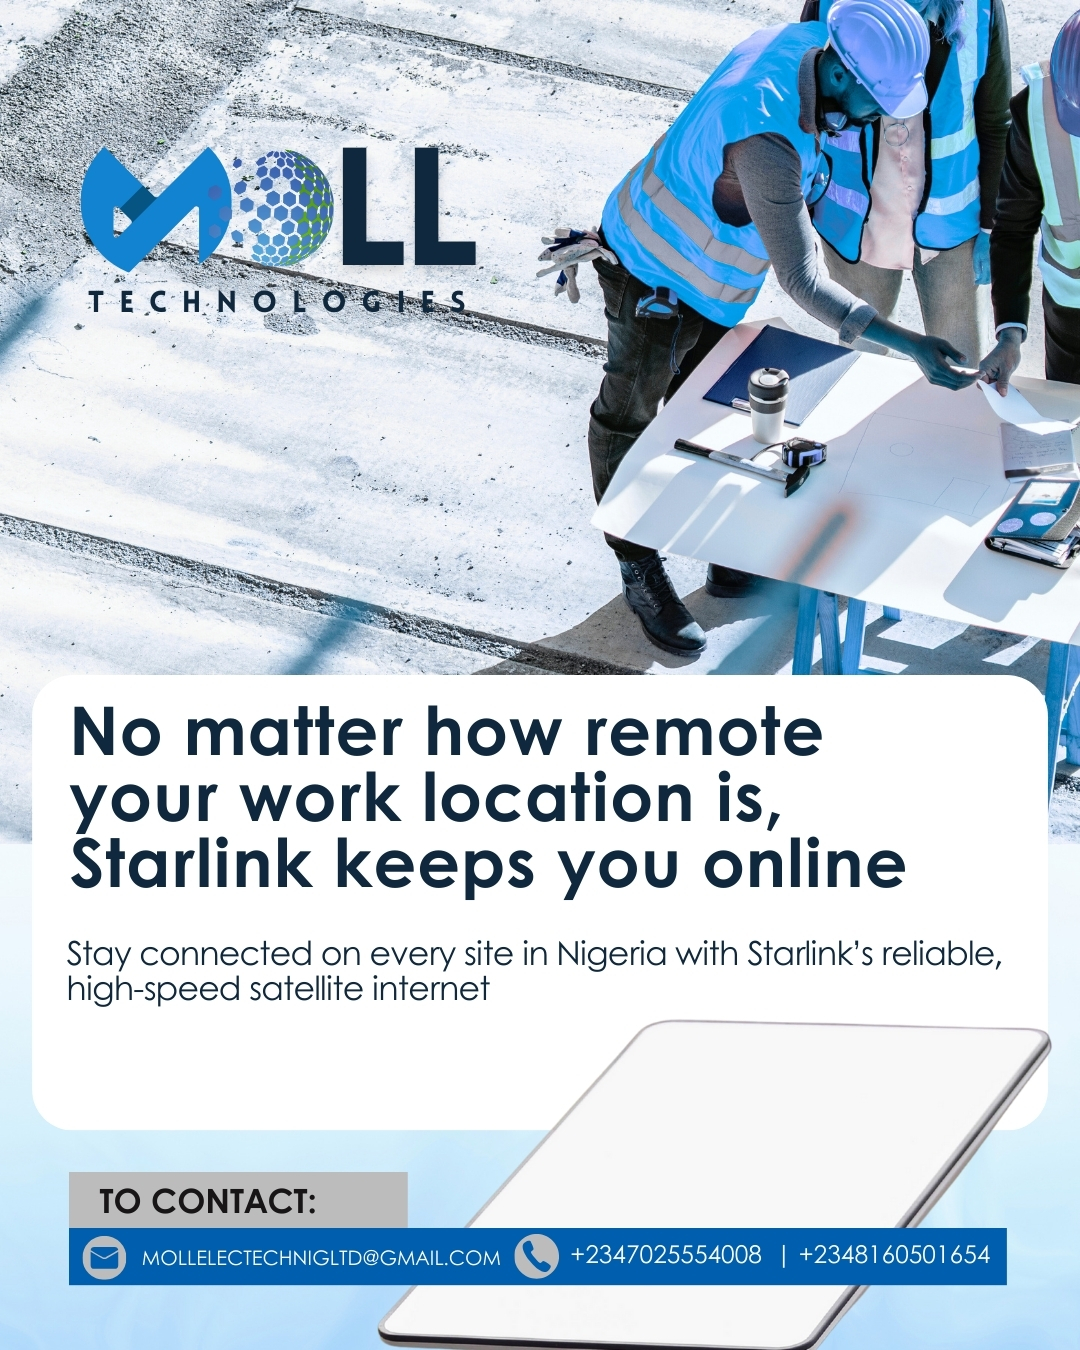 MOLL
TECHNOLOGIES
No matter how remote
your work location is,
Starlink keeps you online
Stay connected on every site in Nigeria with Starlink’s reliable,
high-speed satellite internet
TO CONTACT:
MOLLELECTECHNIGLTD@GMAIL.COM +2347025554008 | +2348160501654